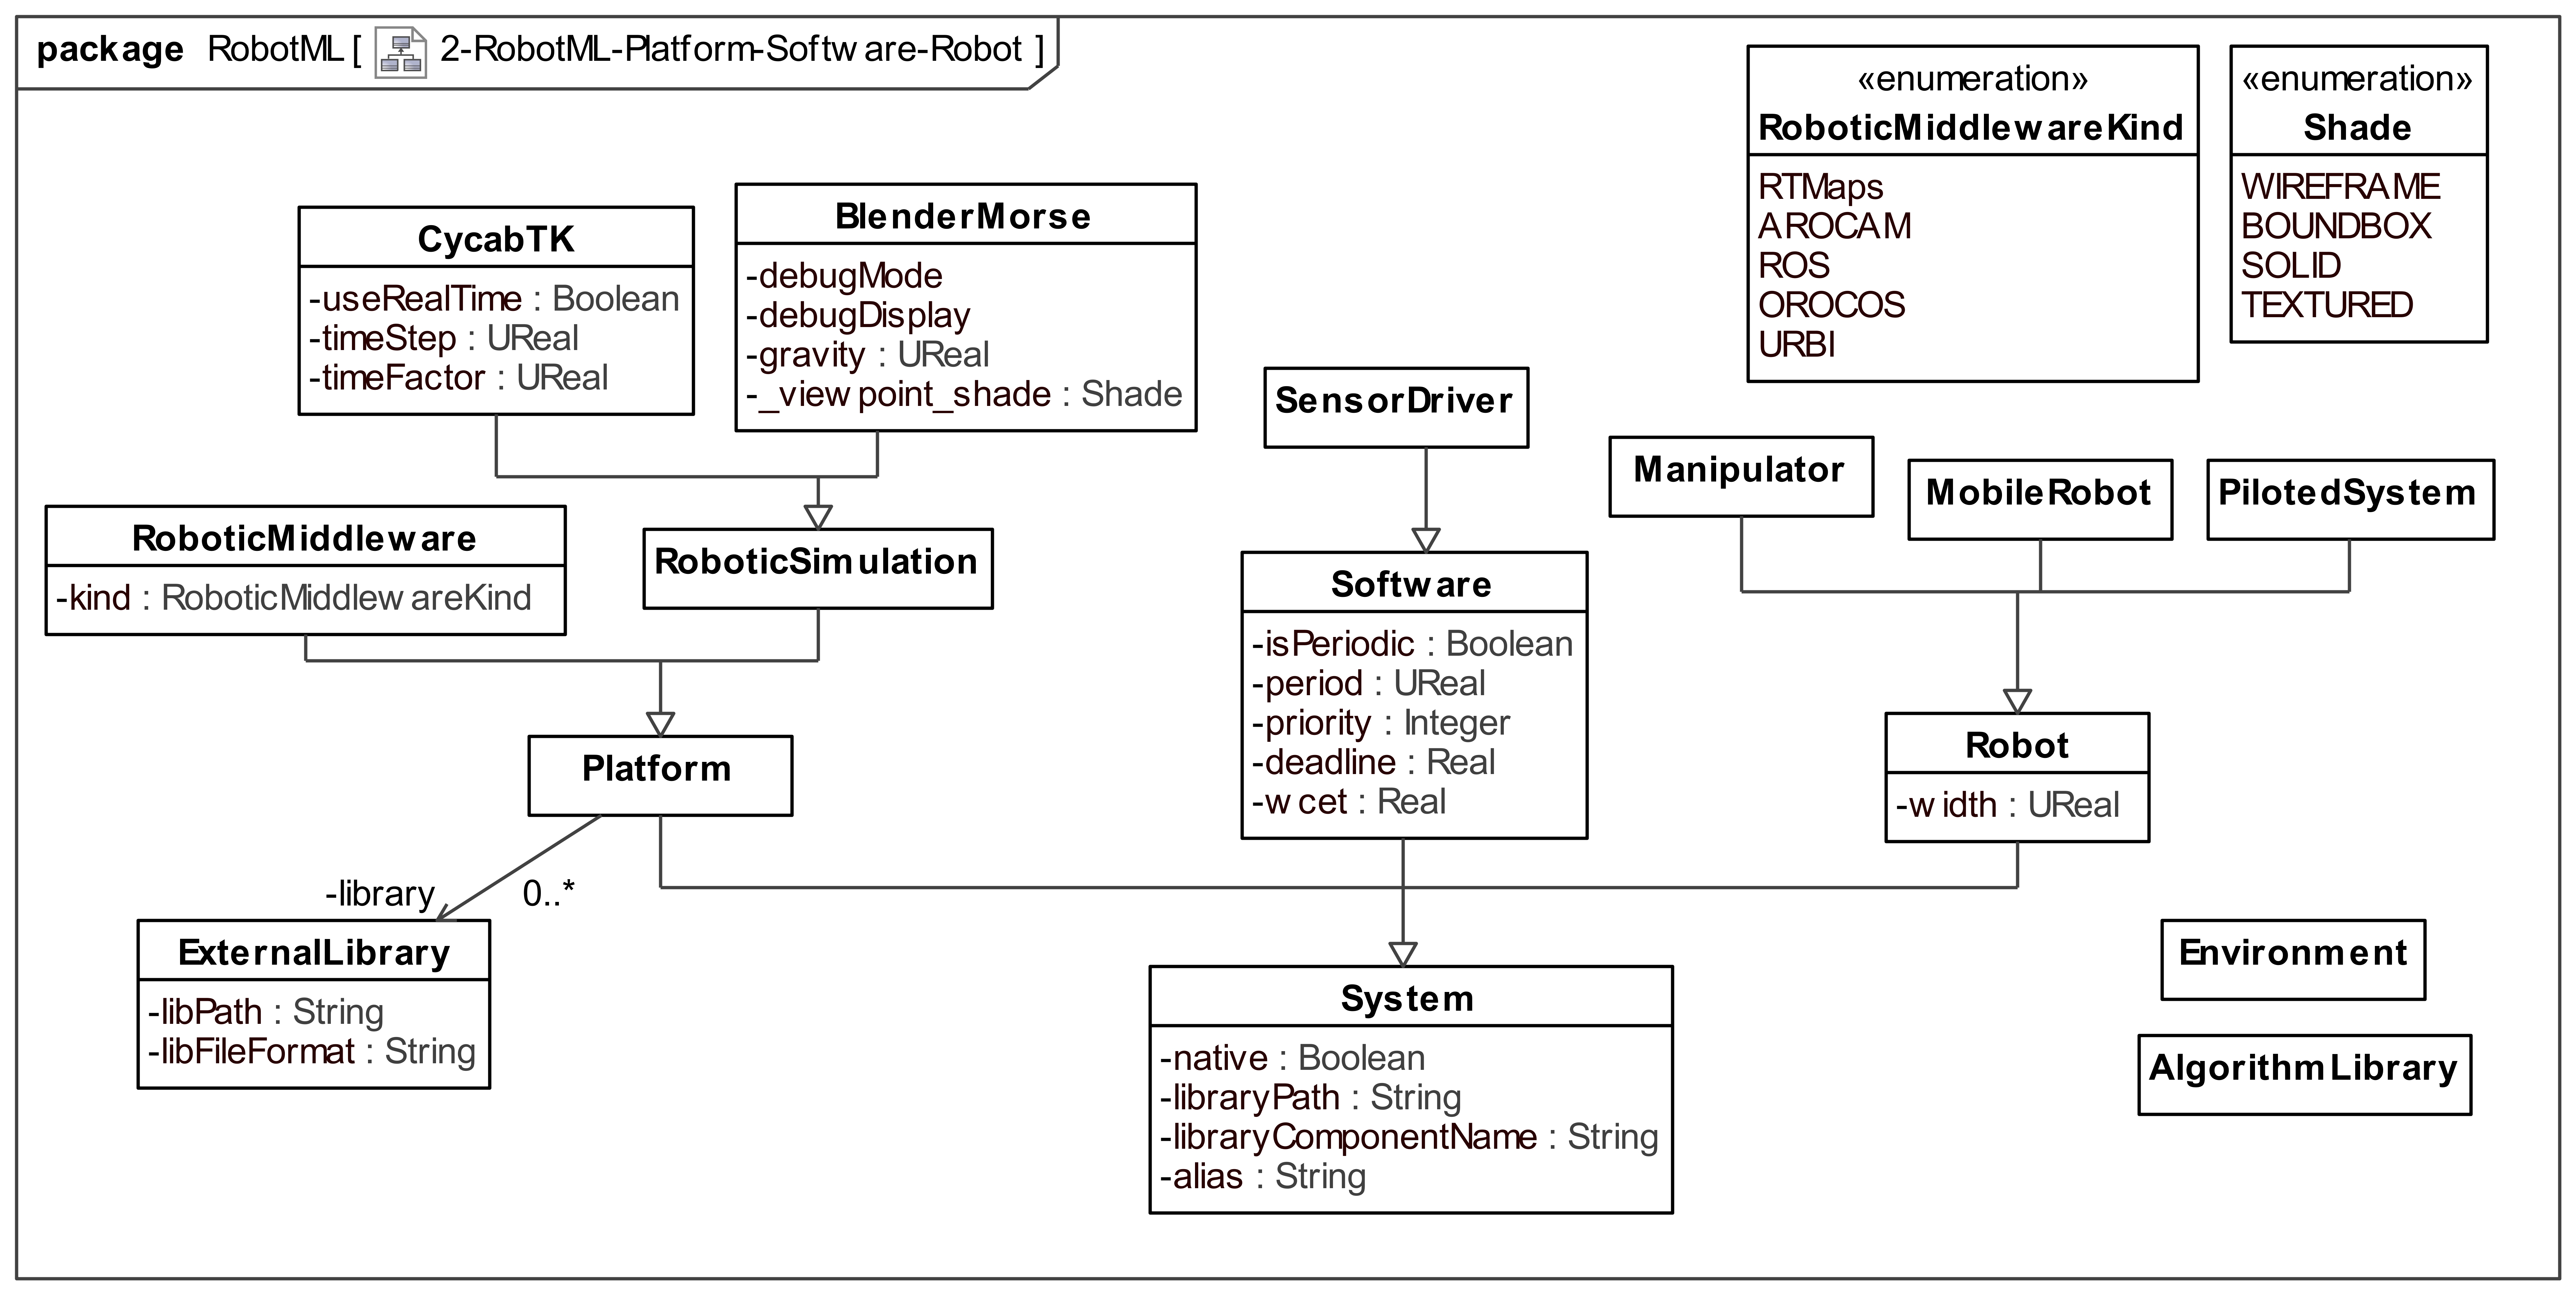 package RobotML [ 2-RobotML-Platform-Software-Robot ]
«enumeration»
RoboticMiddlewareKind
RTMaps
AROCAM
ROS
OROCOS
URBI
«enumeration»
Shade
WIREFRAME
BOUNDBOX
SOLID
TEXTURED
CycabTK
-useRealTime : Boolean
-timeStep : UReal
-timeFactor : UReal
BlenderMorse
-debugMode
-debugDisplay
-gravity : UReal
-_viewpoint_shade : Shade
SensorDriver
Manipulator
MobileRobot
PilotedSystem
RoboticMiddleware
-kind : RoboticMiddlewareKind
RoboticSimulation
Software
-isPeriodic : Boolean
-period : UReal
-priority : Integer
-deadline : Real
-wcet : Real
Platform
Robot
-width : UReal
-library
0..*
ExternalLibrary
-libPath : String
-libFileFormat : String
System
-native : Boolean
-libraryPath : String
-libraryComponentName : String
-alias : String
Environment
AlgorithmLibrary